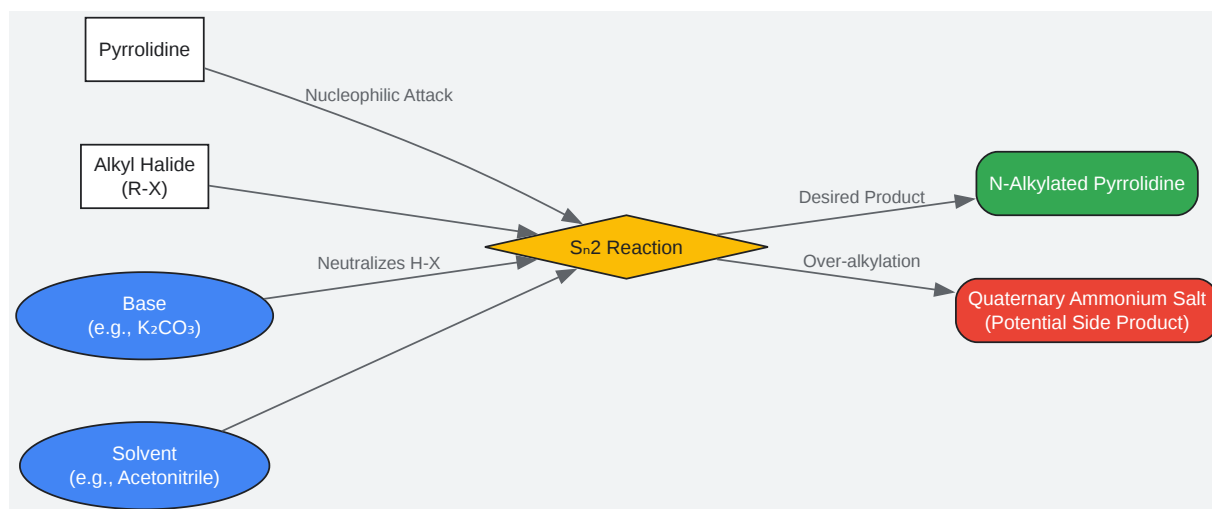 Pyrrolidine
Nucleophilic Attack
Alkyl Halide
(R-X)
N-Alkylated Pyrrolidine
Desired Product
Sₙ2 Reaction
Neutralizes H-X
Over-alkylation
Base
(e.g., K₂CO₃)
Quaternary Ammonium Salt
(Potential Side Product)
Solvent
(e.g., Acetonitrile)